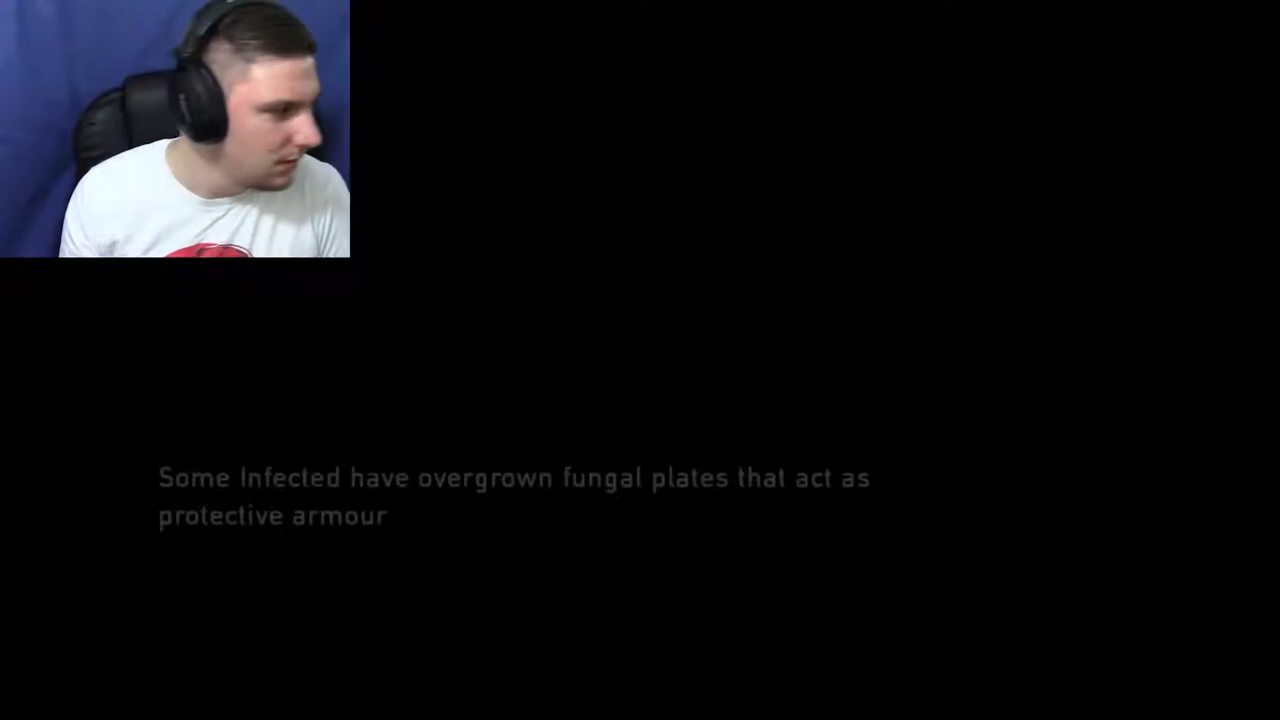 Some Infected have overgrown fungal plates that act as
protective armour